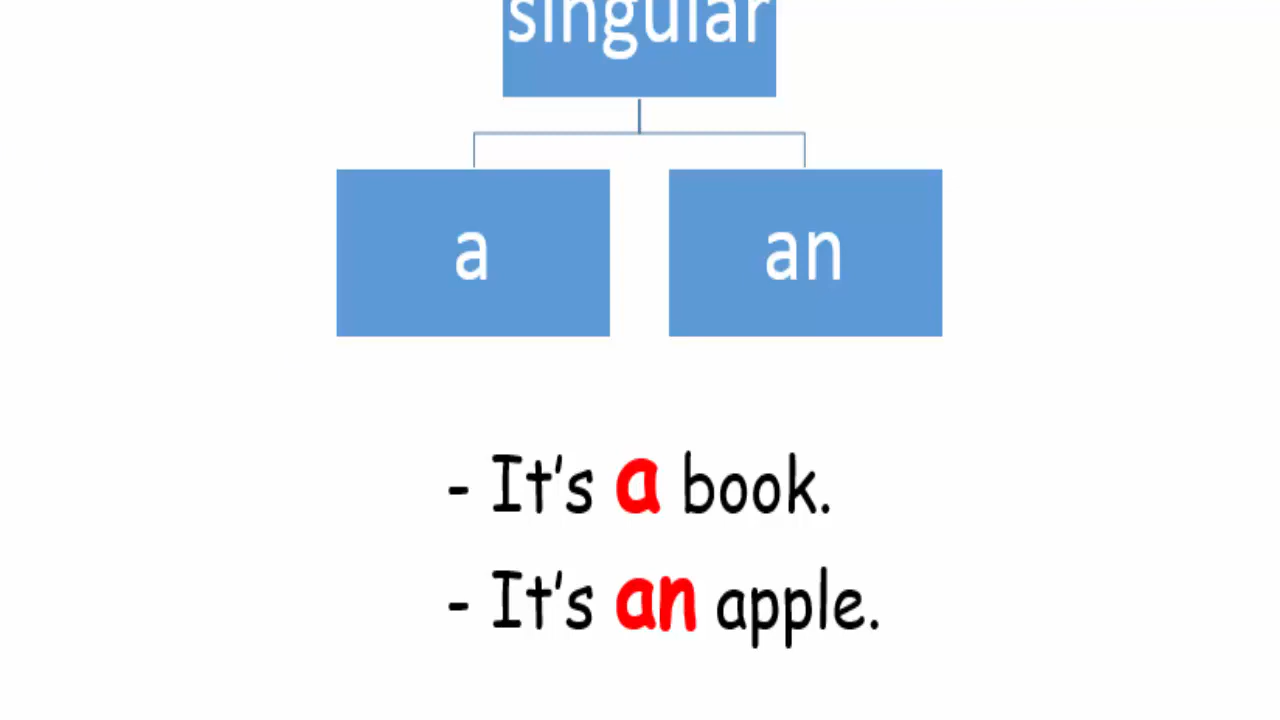 singular
a an
- It's a book.
- It's an apple.